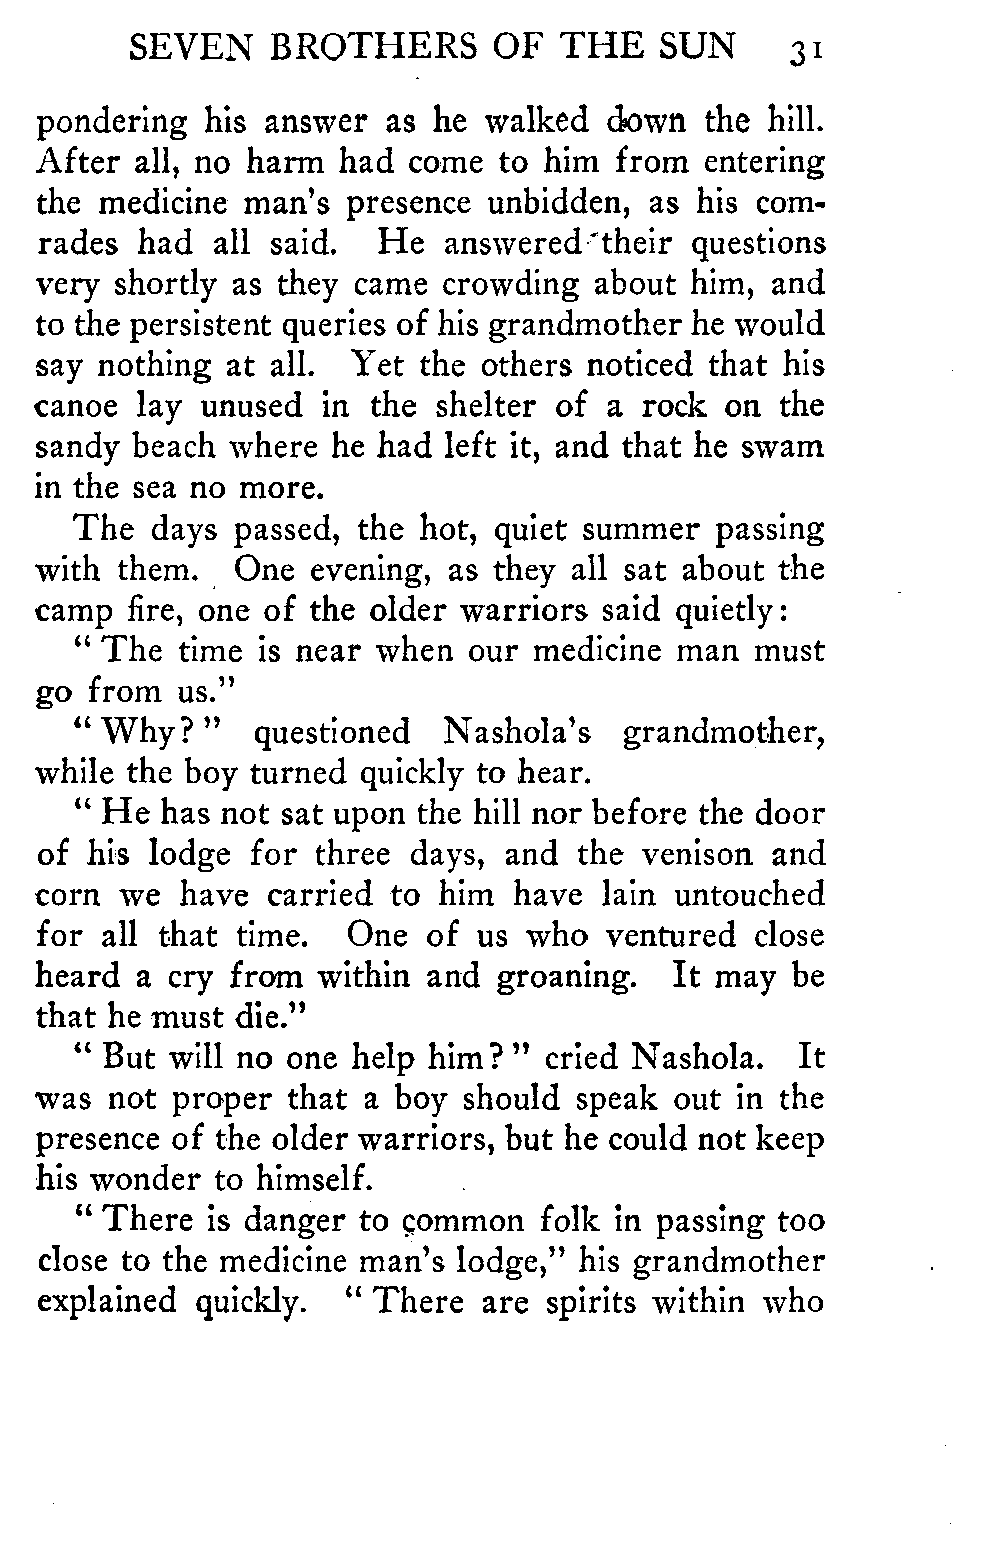 SEVEN BROTHERS OF THE SUN 31
pondering his answer as he walked down the hill.
After all, no harm had come to him from entering
the medicine man's presence unbidden, as his com-
rades had all said. He answered their questions
very shortly as they came crowding about him, and
to the persistent queries of his grandmother he would
say nothing at all. Yet the others noticed that his
canoe lay unused in the shelter of a rock on the
sandy beach where he had left it, and that he swam
in the sea no more.
The days passed, the hot, quiet summer passing
with them. One evening, as they all sat about the
camp fire, one of the older warriors said quietly:
" The time is near when our medicine man must
go from us."
" Why? " questioned Nashola's grandmother,
while the boy turned quickly to hear.
" He has not sat upon the hill nor before the door
of his lodge for three days, and the venison and
corn we have carried to him have lain untouched
for all that time. One of us who ventured close
heard a cry from within and groaning. It may be
that he must die."
" But will no one help him? " cried Nashola. It
was not proper that a boy should speak out in the
presence of the older warriors, but he could not keep
his wonder to himself.
" There is danger to common folk in passing too
close to the medicine man's lodge," his grandmother
explained quickly. " There are spirits within who